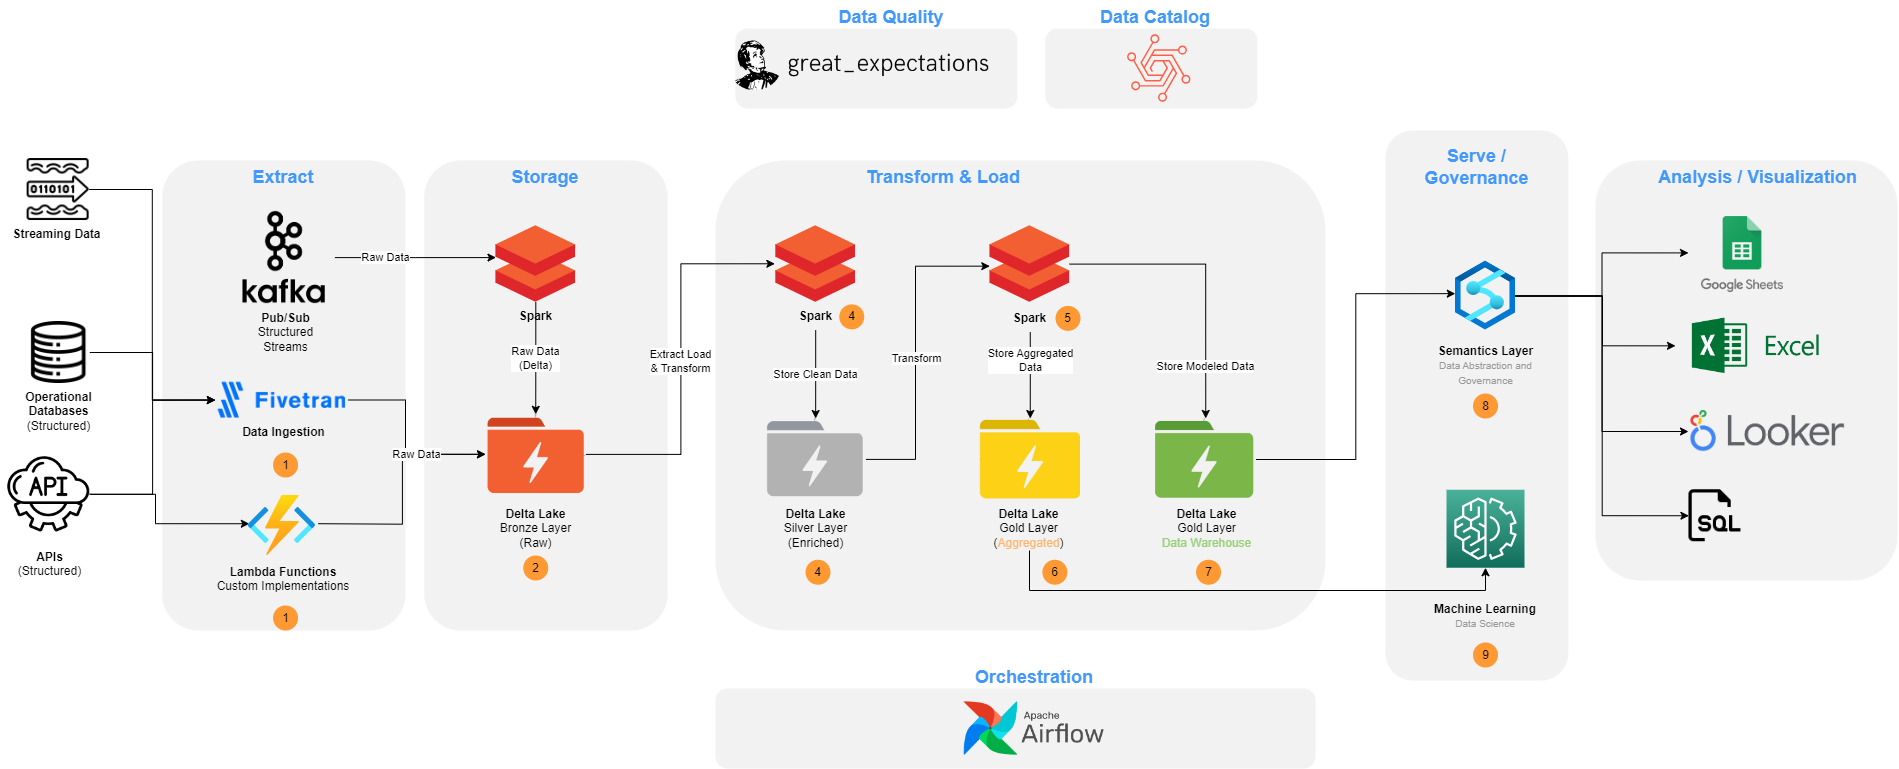 Data Quality
great_expectations
Data Catalog
0110101
Streaming Data
Operational
Databases
(Structured)
API
APIs
(Structured)
Extract
kafka
Pub/Sub
Structured
Streams
Fivetran
Data Ingestion
1
Lambda Functions
Custom Implementations
1
Raw Data
Raw Data
Storage
Spark
Raw Data
(Delta)
Delta Lake
Bronze Layer
(Raw)
2
Extract Load
& Transform
Transform & Load
Spark
4
Store Clean Data
Delta Lake
Silver Layer
(Enriched)
4
Transform
Spark
5
Store Aggregated
Data
Delta Lake
Gold Layer
(Aggregated)
6
Store Modeled Data
Delta Lake
Gold Layer
Data Warehouse
7
Serve /
Governance
Semantics Layer
Data Abstraction and
Governance
8
Machine Learning
Data Science
9
Analysis / Visualization
Google Sheets
X
Excel
Looker
SQL
Orchestration
Apache
Airflow